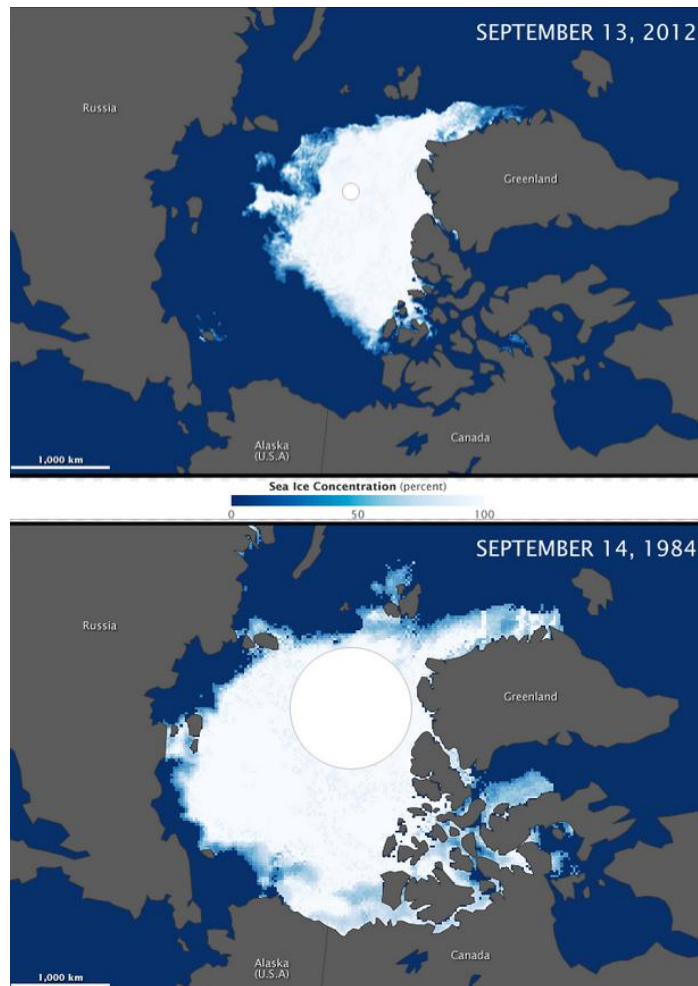 SEPTEMBER 13, 2012
Russia
Greenland
Canada
Alaska
(U.S.A)
1,000 km
Sea Ice Concentration (percent)
0 50 100
SEPTEMBER 14, 1984
Russia
Greenland
Canada
Alaska
(U.S.A)
1,000 km